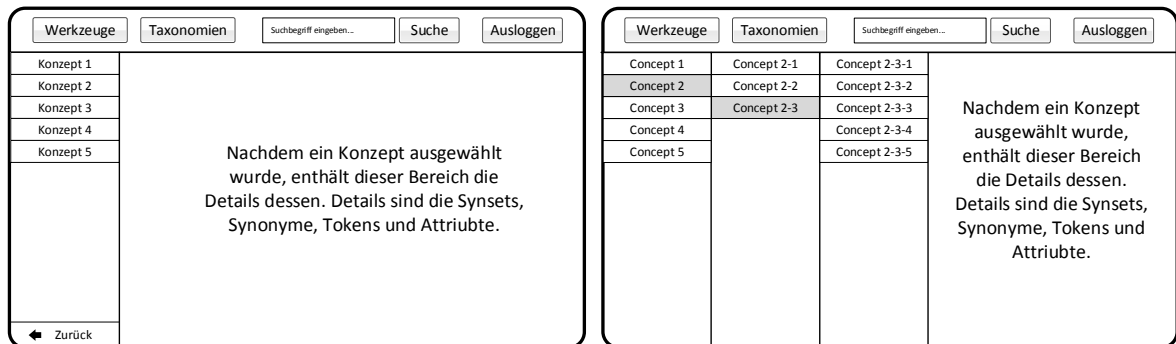 Werkzeuge Taxonomien Suchbegriff eingeben... Suche Ausloggen
Konzept 1
Konzept 2
Konzept 3
Konzept 4
Konzept 5
Nachdem ein Konzept ausgewählt
wurde, enthält dieser Bereich die
Details dessen. Details sind die Synsets,
Synonyme, Tokens und Attriubte.
Zurück
Werkzeuge Taxonomien Suchbegriff eingeben... Suche Ausloggen
Concept 1 Concept 2-1 Concept 2-3-1
Concept 2 Concept 2-2 Concept 2-3-2
Concept 3 Concept 2-3 Concept 2-3-3
Concept 4 Concept 2-3-4
Concept 5 Concept 2-3-5
Nachdem ein Konzept
ausgewählt wurde,
enthält dieser Bereich
die Details dessen.
Details sind die Synsets,
Synonyme, Tokens und
Attriubte.